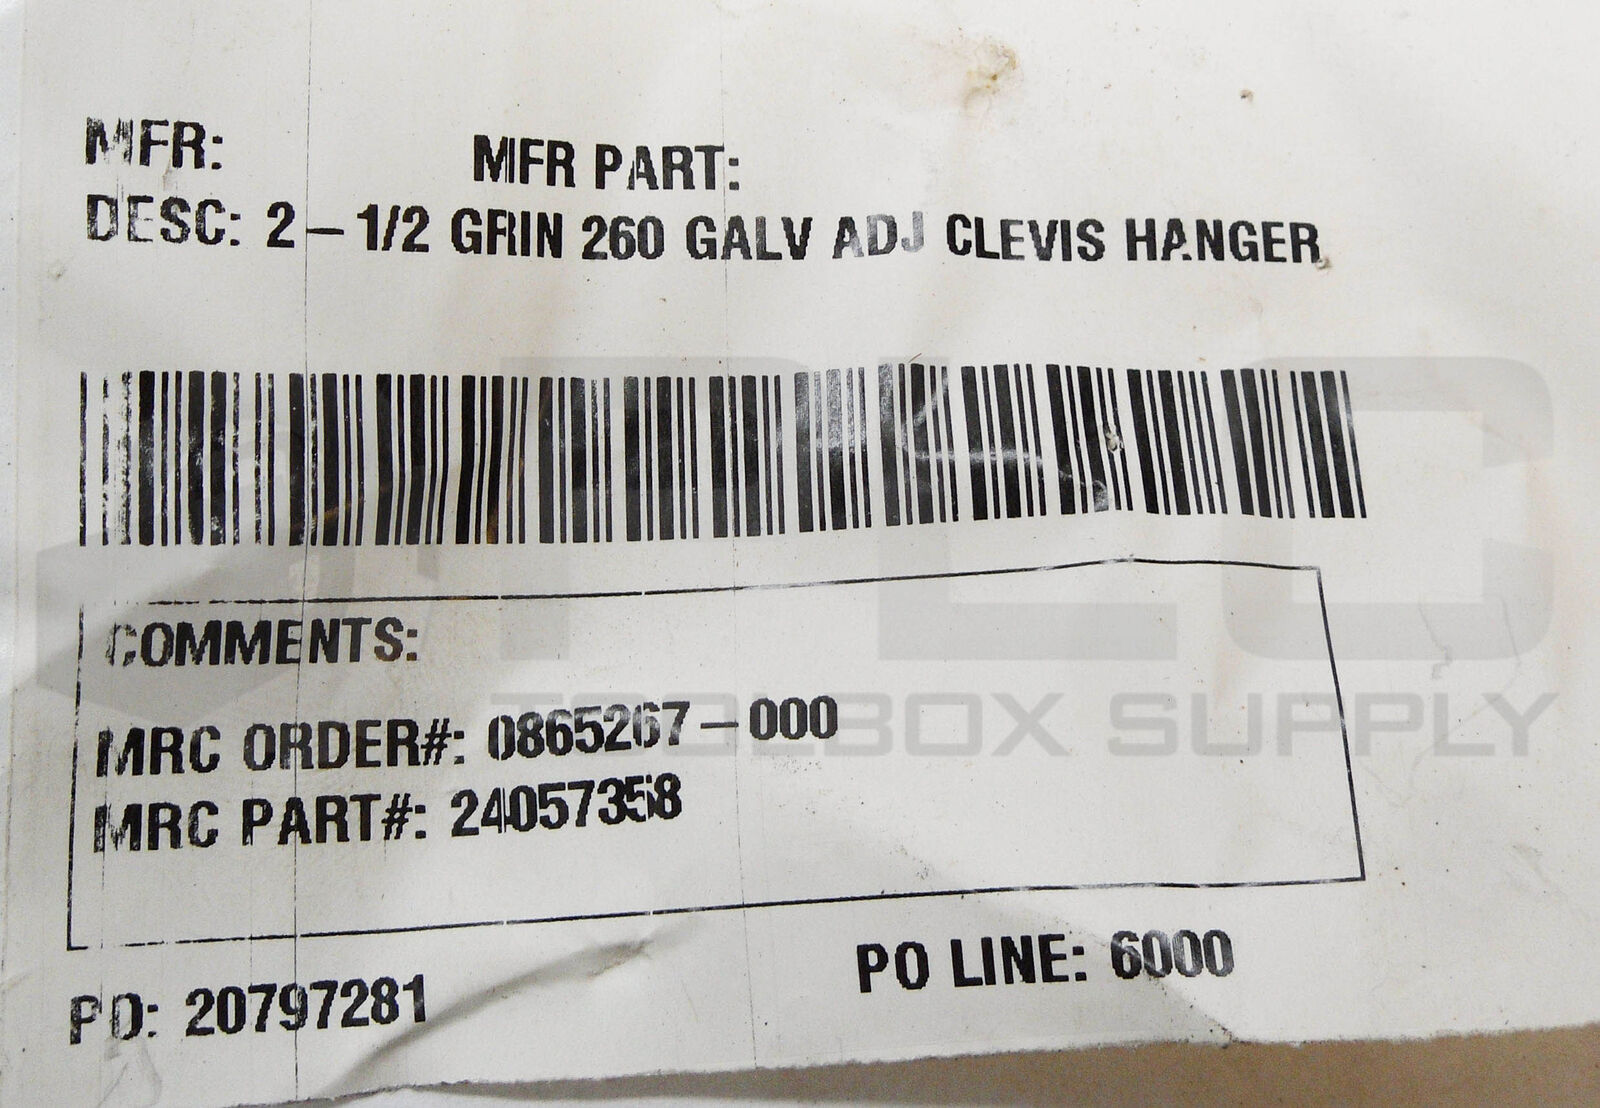 MFR: MFR PART:
DESC: 2-1/2 GRIN 260 GALV ADJ CLEVIS HANGER
PLC
TOOLBOX SUPPLY
COMMENTS:
MRC ORDER#: 0865267-000
MRC PART#: 24057358
PO: 20797281 PO LINE: 6000